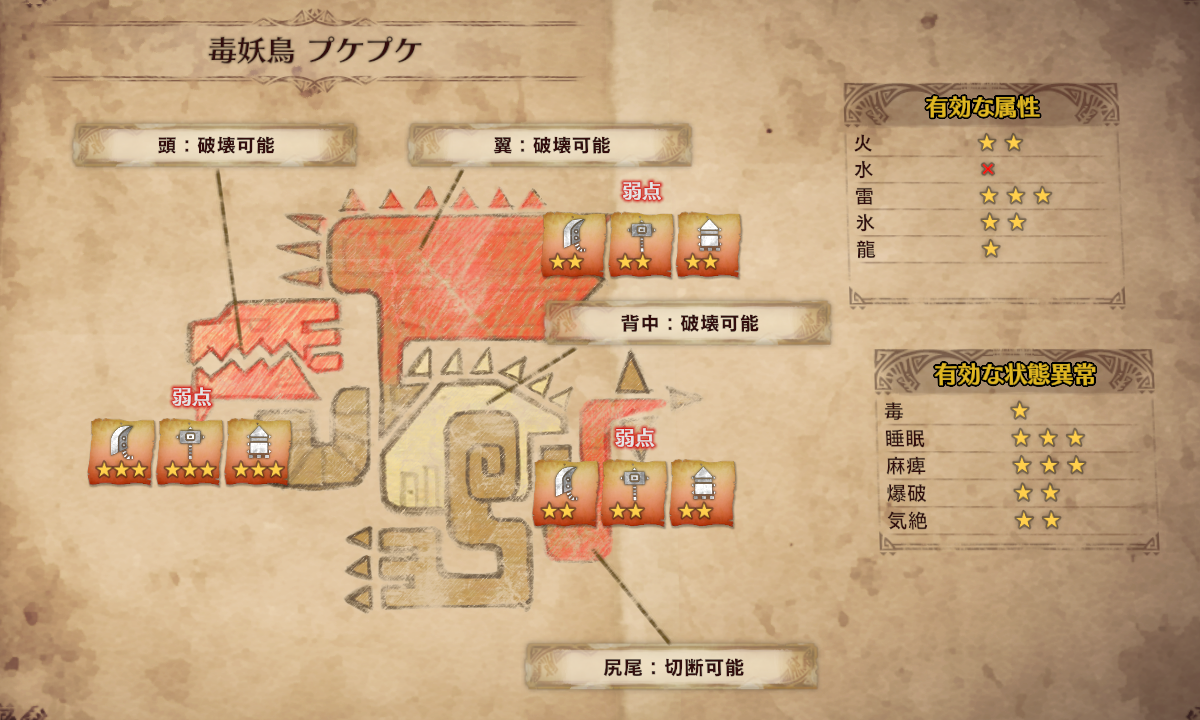 毒妖鳥 プケプケ
頭：破壊可能
翼：破壊可能
弱点
背中：破壊可能
弱点
弱点
尻尾：切断可能
有効な属性
火 ★★
水 ×
雷 ★★★
氷 ★★
龍 ★
有効な状態異常
毒 ★
睡眠 ★★★
麻痺 ★★★
爆破 ★★
気絶 ★★